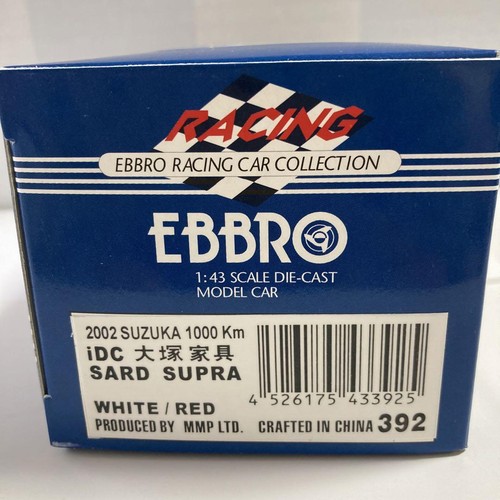 RACING
EBBRO RACING CAR COLLECTION
EBBRO
1:43 SCALE DIE-CAST
MODEL CAR
2002 SUZUKA 1000 Km
iDC 大塚家具
SARD SUPRA
4 526175 433925
WHITE / RED
PRODUCED BY MMP LTD. CRAFTED IN CHINA 392